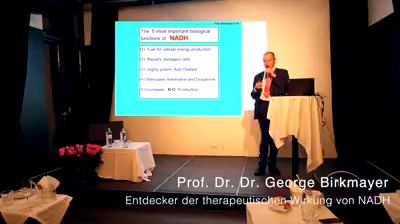 The 5 most important biological
functions of NADH
(1) Fuel for cellular energy production
(2) Repairs damaged cells
(3) Highly potent Anti-Oxidant
(4) Stimulates Adrenaline and Dopamine
(5) Increases N-O Production
Prof. Dr. Dr. George Birkmayer
Entdecker der therapeutischen Wirkung von NADH